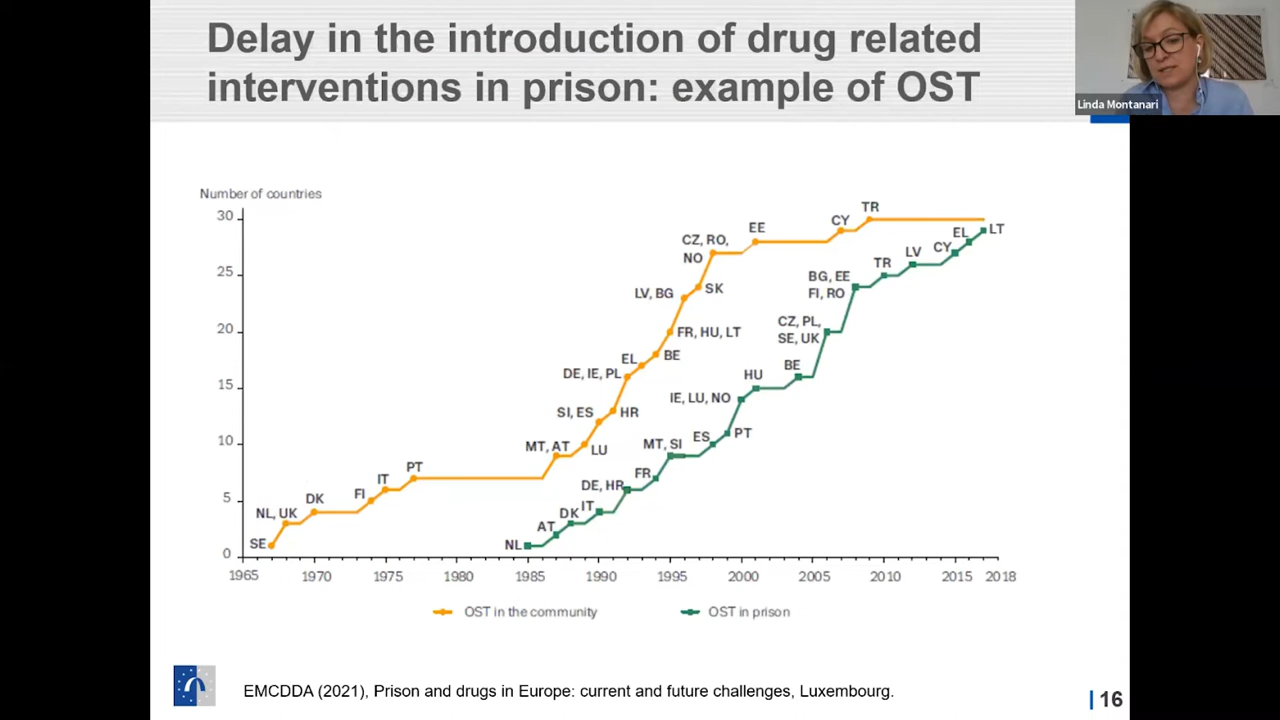 Delay in the introduction of drug related
interventions in prison: example of OST
Linda Montanari
Number of countries
30
25
20
15
10
5
0
1965
1970
1975
1980
1985
1990
1995
2000
2005
2010
2015
2018
SE
NL, UK
DK
FI
IT
PT
MT, AT
LU
SI, ES
HR
DE, IE, PL
EL
BE
FR, HU, LT
LV, BG
SK
CZ, RO,
NO
EE
CY
TR
NL
AT
DK
IT
DE, HR
FR
MT, SI
ES
PT
IE, LU, NO
HU
BE
CZ, PL,
SE, UK
BG, EE
FI, RO
TR
LV
CY
EL
LT
OST in the community
OST in prison
EMCDDA (2021), Prison and drugs in Europe: current and future challenges, Luxembourg.
| 16